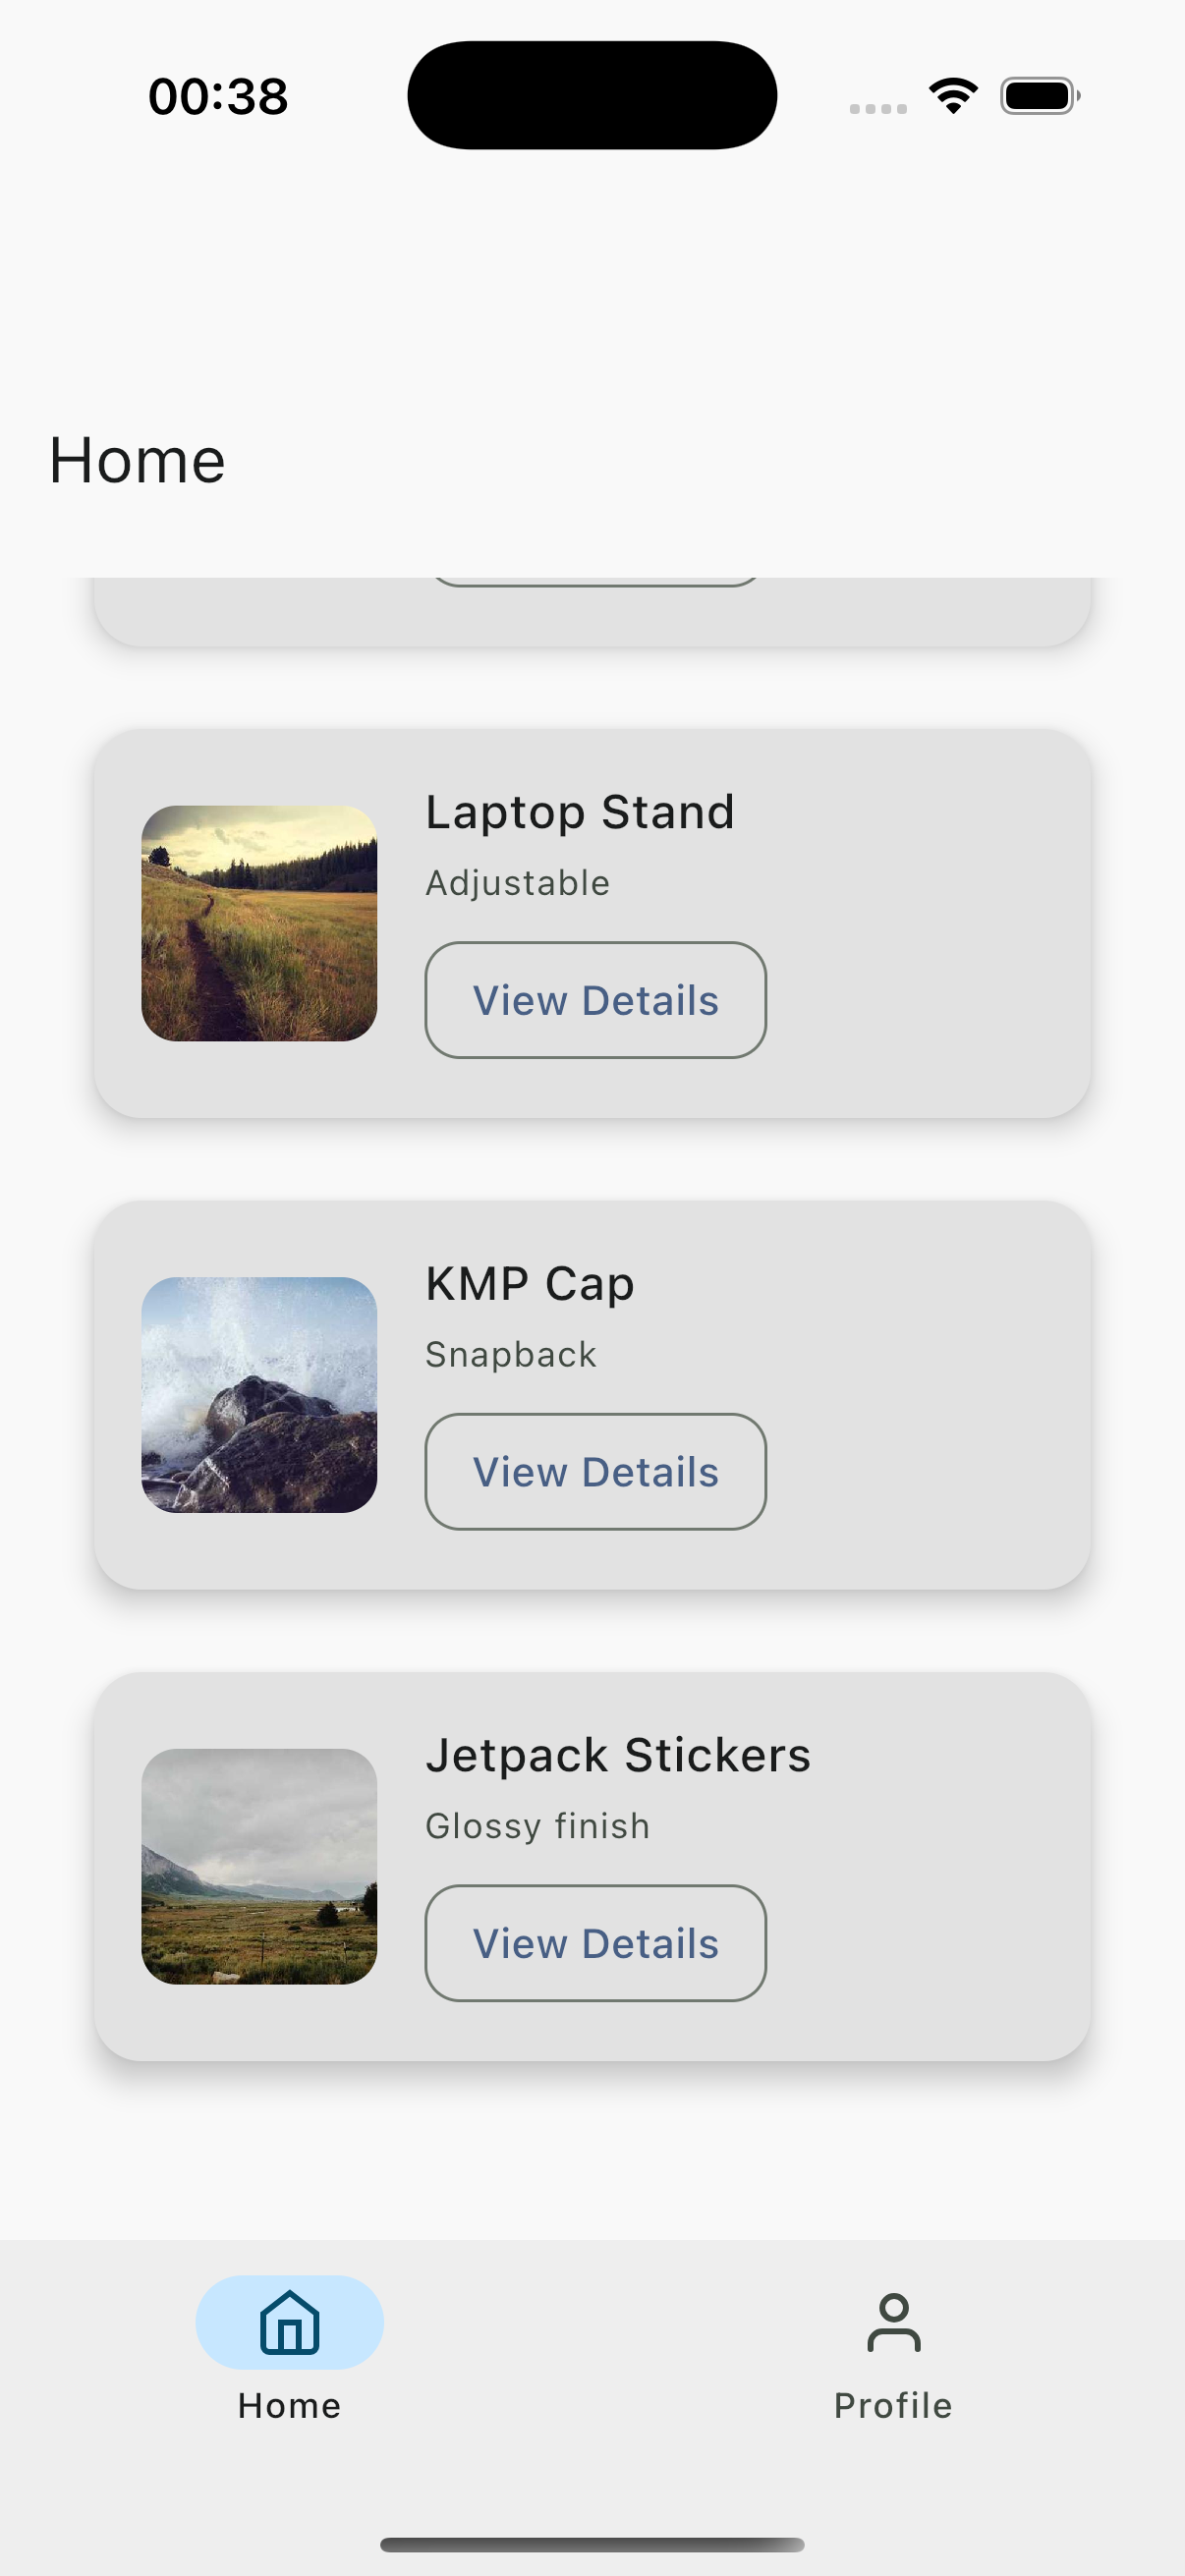 00:38
Home
Laptop Stand
Adjustable
View Details
KMP Cap
Snapback
View Details
Jetpack Stickers
Glossy finish
View Details
Home
Profile